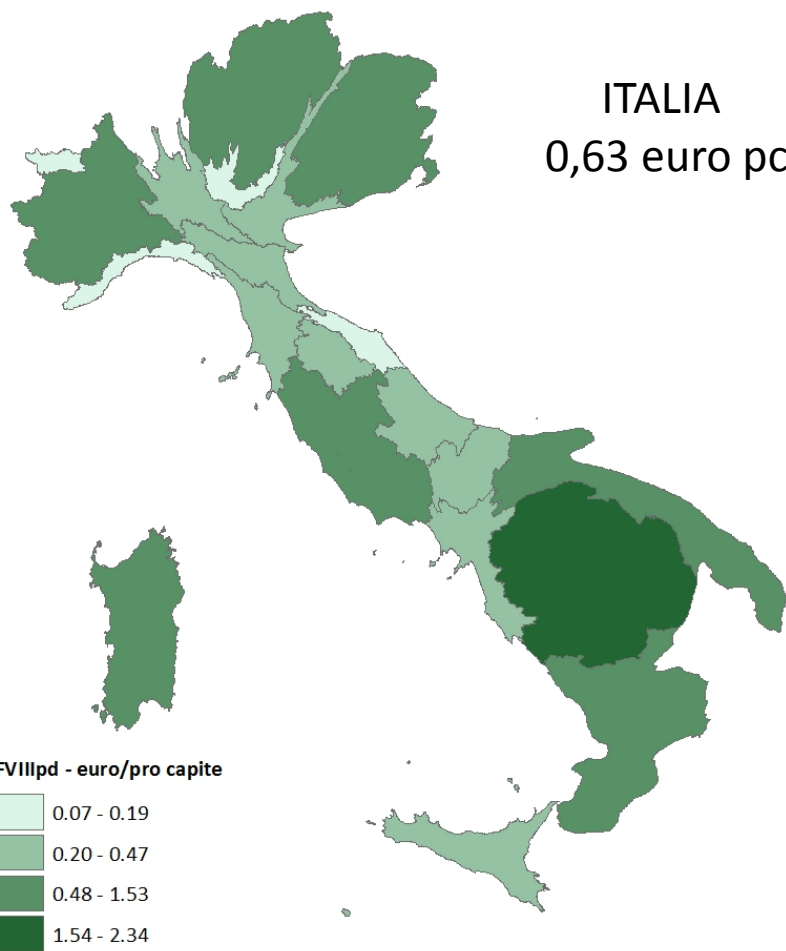 ITALIA
0,63 euro pc
FVIIIpd - euro/pro capite
0.07 - 0.19
0.20 - 0.47
0.48 - 1.53
1.54 - 2.34